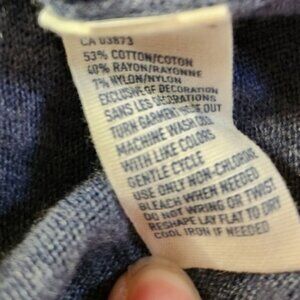 CA 03873
53% COTTON/COTON
40% RAYON/RAYONNE
7% NYLON/NYLON
EXCLUSIVE OF DECORATION
SANS LES DÉCORATIONS
TURN GARMENT INSIDE OUT
MACHINE WASH COOL
WITH LIKE COLORS
GENTLE CYCLE
USE ONLY NON-CHLORINE
BLEACH WHEN NEEDED
DO NOT WRING OR TWIST
RESHAPE LAY FLAT TO DRY
COOL IRON IF NEEDED